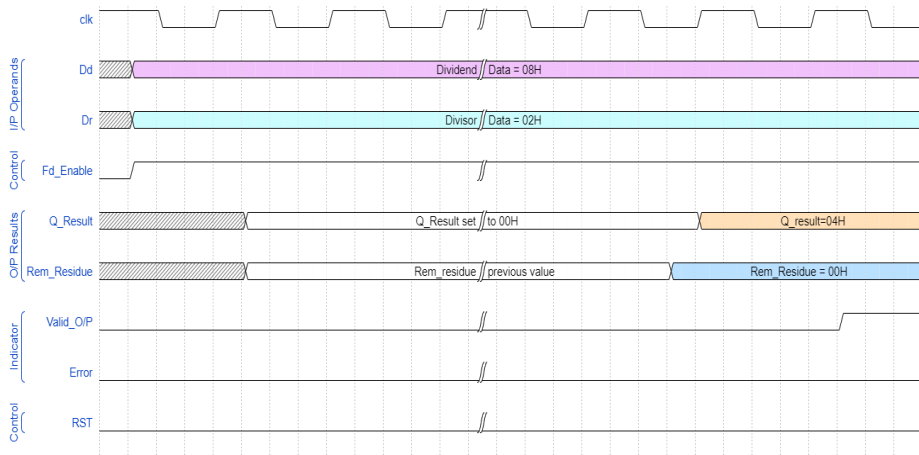 clk
I/P Operands
Dd
Dividend Data = 08H
Dr
Divisor Data = 02H
Control
Fd_Enable
O/P Results
Q_Result
Q_Result set to 00H
Q_result=04H
Rem_Residue
Rem_residue previous value
Rem_Residue = 00H
Indicator
Valid_O/P
Error
Control
RST